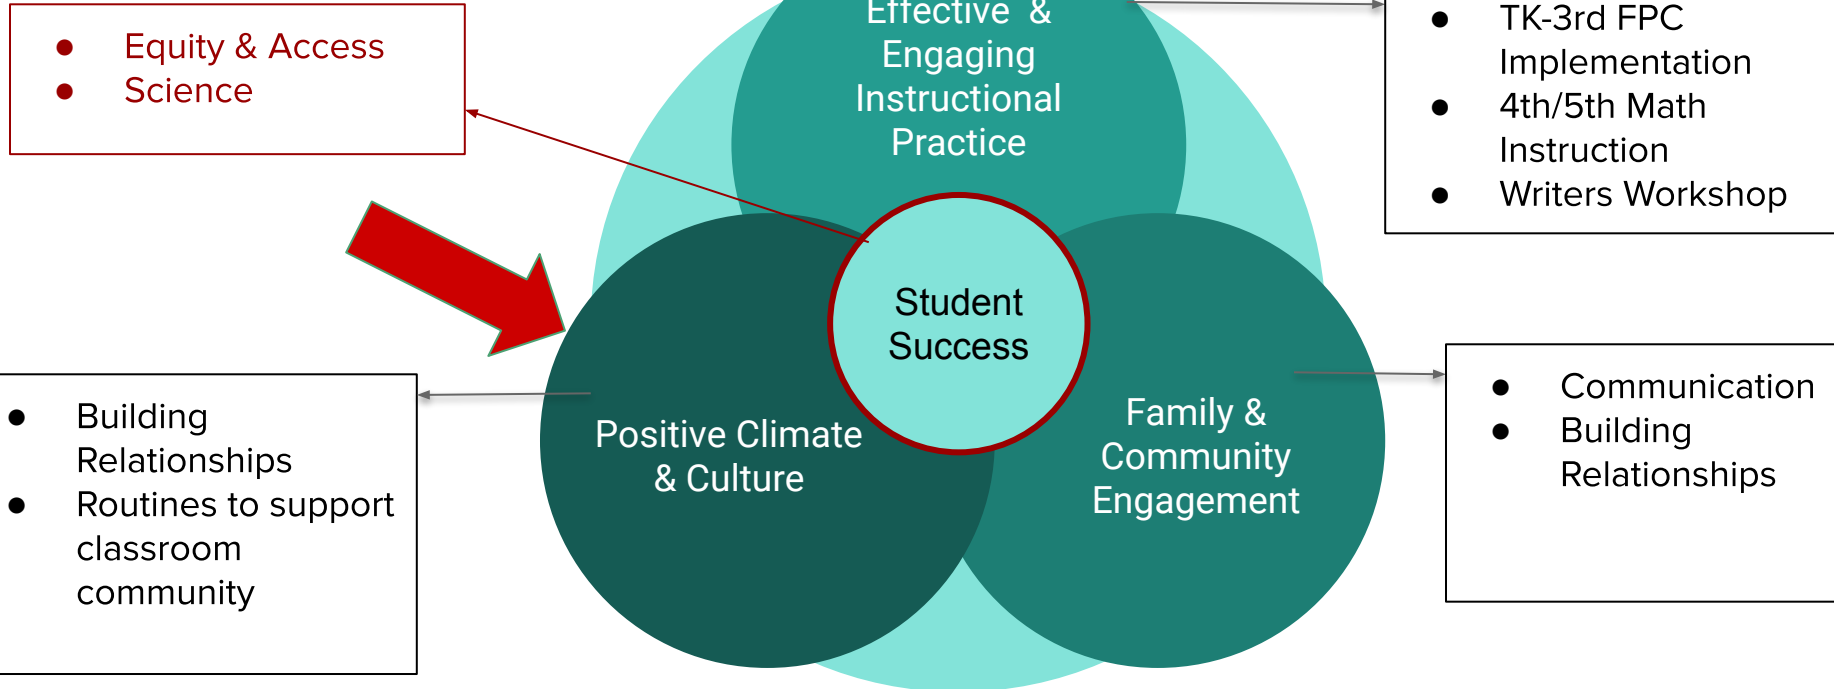 ● Equity & Access
● Science
Effective &
Engaging
Instructional
Practice
● TK-3rd FPC
Implementation
● 4th/5th Math
Instruction
● Writers Workshop
Student
Success
● Building
Relationships
● Routines to support
classroom
community
Positive Climate
& Culture
Family &
Community
Engagement
● Communication
● Building
Relationships